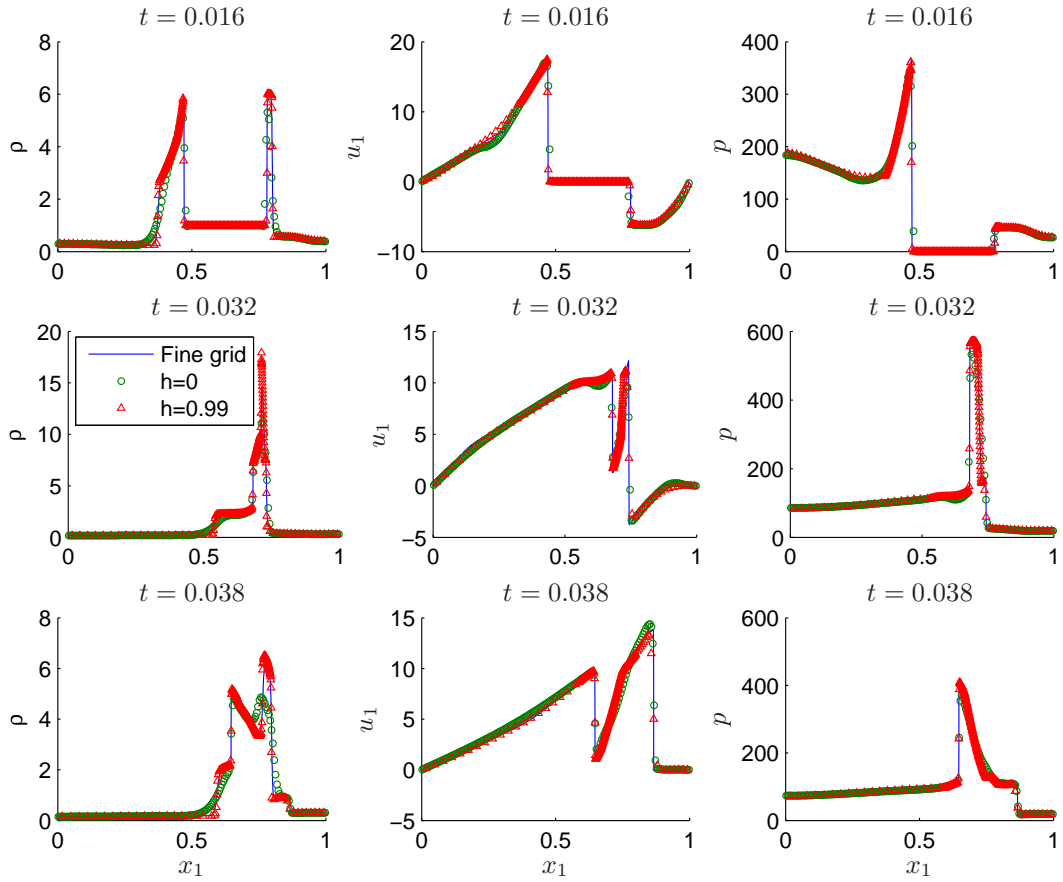 t = 0.016 t = 0.016 t = 0.016
8 20 400
6 300
ρ 4 u₁ 10 p 200
2 0 100
0 −10 0
0 0.5 1 0 0.5 1 0 0.5 1
t = 0.032 t = 0.032 t = 0.032
20 15 600
Fine grid
h=0
h=0.99
15 10 400
ρ 10 u₁ 5 p
5 0 200
0 −5 0
0 0.5 1 0 0.5 1 0 0.5 1
t = 0.038 t = 0.038 t = 0.038
8 15 600
6 10 400
ρ 4 u₁ 5 p
2 0 200
0 −5 0
0 0.5 1 0 0.5 1 0 0.5 1
x₁ x₁ x₁